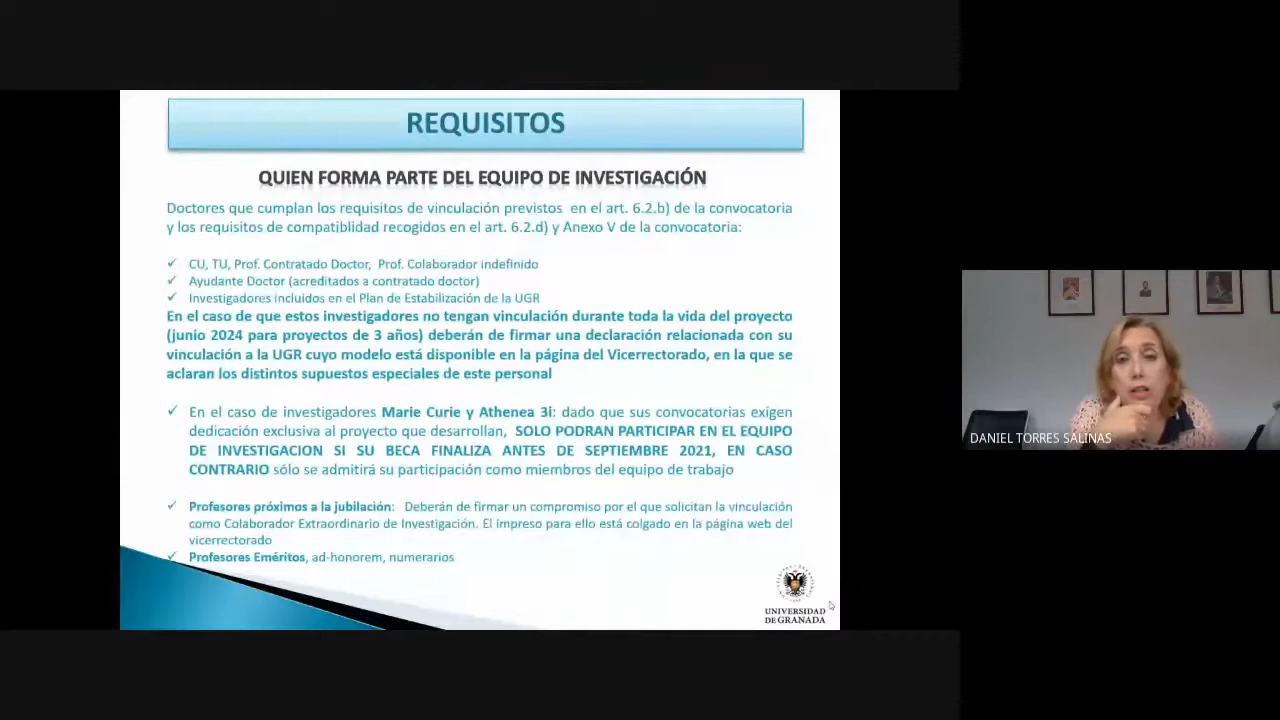 REQUISITOS
QUIEN FORMA PARTE DEL EQUIPO DE INVESTIGACIÓN
Doctores que cumplan los requisitos de vinculación previstos en el art. 6.2.b) de la convocatoria
y los requisitos de compatiblidad recogidos en el art. 6.2.d) y Anexo V de la convocatoria:
✓ CU, TU, Prof. Contratado Doctor, Prof. Colaborador indefinido
✓ Ayudante Doctor (acreditados a contratado doctor)
✓ Investigadores incluidos en el Plan de Estabilización de la UGR
En el caso de que estos investigadores no tengan vinculación durante toda la vida del proyecto
(junio 2024 para proyectos de 3 años) deberán de firmar una declaración relacionada con su
vinculación a la UGR cuyo modelo está disponible en la página del Vicerrectorado, en la que se
aclaran los distintos supuestos especiales de este personal
✓ En el caso de investigadores Marie Curie y Athenea 3i: dado que sus convocatorias exigen
dedicación exclusiva al proyecto que desarrollan, SOLO PODRAN PARTICIPAR EN EL EQUIPO
DE INVESTIGACION SI SU BECA FINALIZA ANTES DE SEPTIEMBRE 2021, EN CASO
CONTRARIO sólo se admitirá su participación como miembros del equipo de trabajo
✓ Profesores próximos a la jubilación: Deberán de firmar un compromiso por el que solicitan la vinculación
como Colaborador Extraordinario de Investigación. El impreso para ello está colgado en la página web del
vicerrectorado
✓ Profesores Eméritos, ad-honorem, numerarios
UNIVERSIDAD
DE GRANADA
DANIEL TORRES SALINAS